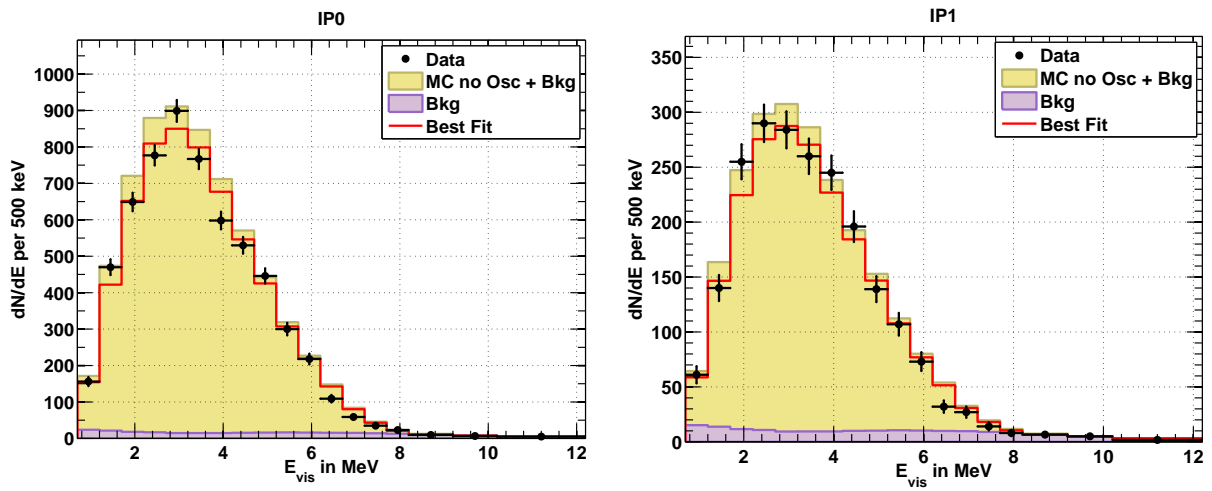 IP0
dN/dE per 500 keV
1000
900
800
700
600
500
400
300
200
100
0
Data
MC no Osc + Bkg
Bkg
Best Fit
2
4
6
8
10
12
E_vis in MeV
IP1
dN/dE per 500 keV
350
300
250
200
150
100
50
0
Data
MC no Osc + Bkg
Bkg
Best Fit
2
4
6
8
10
12
E_vis in MeV